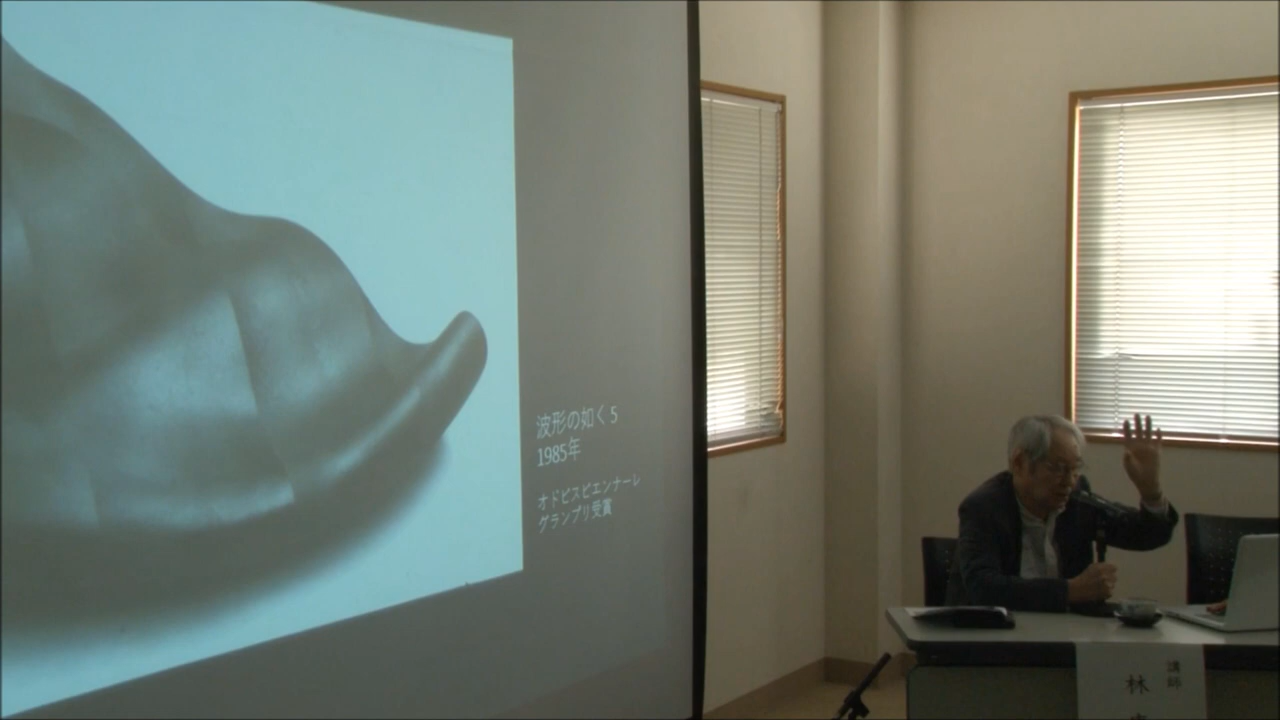 波形の如く 5
1985年
オドビスビエンナーレ
グランプリ受賞
講師
林